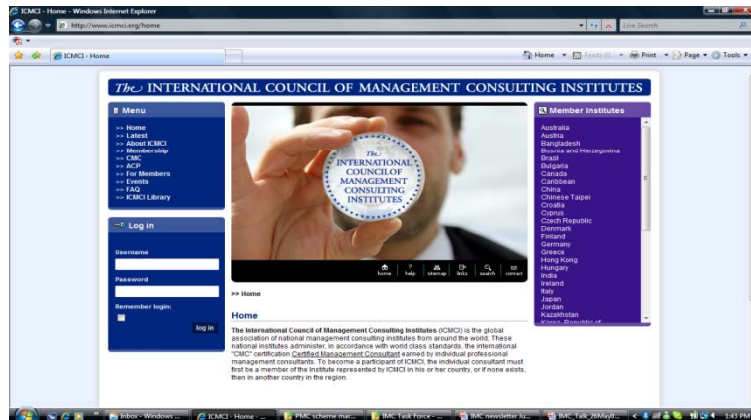 ICMCI - Home - Windows Internet Explorer
http://www.icmci.org/home
Live Search
ICMCI - Home
Home Feeds (J) Print Page Tools
The INTERNATIONAL COUNCIL OF MANAGEMENT CONSULTING INSTITUTES
Menu
>> Home
>> Latest
>> About ICMCI
>> Membership
>> CMC
>> ACP
>> For Members
>> Events
>> FAQ
>> ICMCI Library
Log in
Username
Password
Remember login:
log in
The
INTERNATIONAL
COUNCIL OF
MANAGEMENT
CONSULTING
INSTITUTES
home help sitemap links search contact
>> Home
Home
The International Council of Management Consulting Institutes (ICMCI) is the global
association of national management consulting institutes from around the world. These
national institutes administer, in accordance with world class standards, the international
"CMC" certification Certified Management Consultant earned by individual professional
management consultants. To become a participant of ICMCI, the individual consultant must
first be a member of the Institute represented by ICMCI in his or her country, or if none exists,
then in another country in the region.
Member Institutes
Australia
Austria
Bangladesh
Bosnia and Herzegovina
Brazil
Bulgaria
Canada
Caribbean
China
Chinese Taipei
Croatia
Cyprus
Czech Republic
Denmark
Finland
Germany
Greece
Hong Kong
Hungary
India
Ireland
Italy
Japan
Jordan
Kazakhstan
Korea, Republic of
Inbox - Windows ...
ICMCI - Home - ...
PMC scheme mar...
IMC Task Force - ...
IMC newsletter Ju...
IMC_Talk_26May0...
1:43 PM